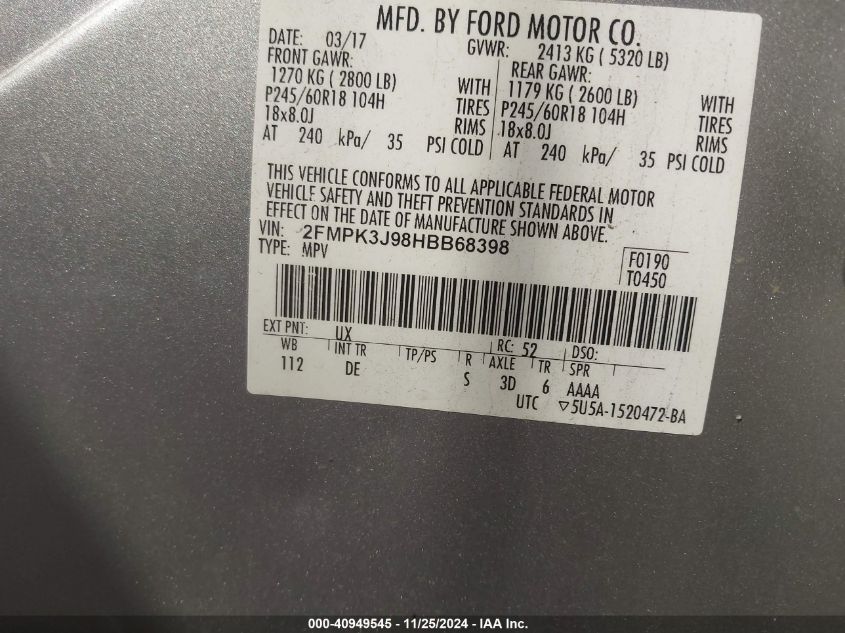 MFD. BY FORD MOTOR CO.
DATE: 03/17 GVWR: 2413 KG ( 5320 LB)
FRONT GAWR: REAR GAWR:
1270 KG ( 2800 LB) WITH 1179 KG ( 2600 LB) WITH
P245/60R18 104H TIRES P245/60R18 104H TIRES
18x8.0J RIMS 18x8.0J RIMS
AT 240 kPa/ 35 PSI COLD AT 240 kPa/ 35 PSI COLD
THIS VEHICLE CONFORMS TO ALL APPLICABLE FEDERAL MOTOR
VEHICLE SAFETY AND THEFT PREVENTION STANDARDS IN
EFFECT ON THE DATE OF MANUFACTURE SHOWN ABOVE.
VIN: 2FMPK3J98HBB68398
TYPE: MPV
F0190
T0450
EXT PNT: UX RC: 52 DSO:
WB INT TR TP/PS R AXLE TR SPR
112 DE S 3D 6 AAAA
UTC ▽5U5A-1520472-BA
000-40949545 - 11/25/2024 - IAA Inc.